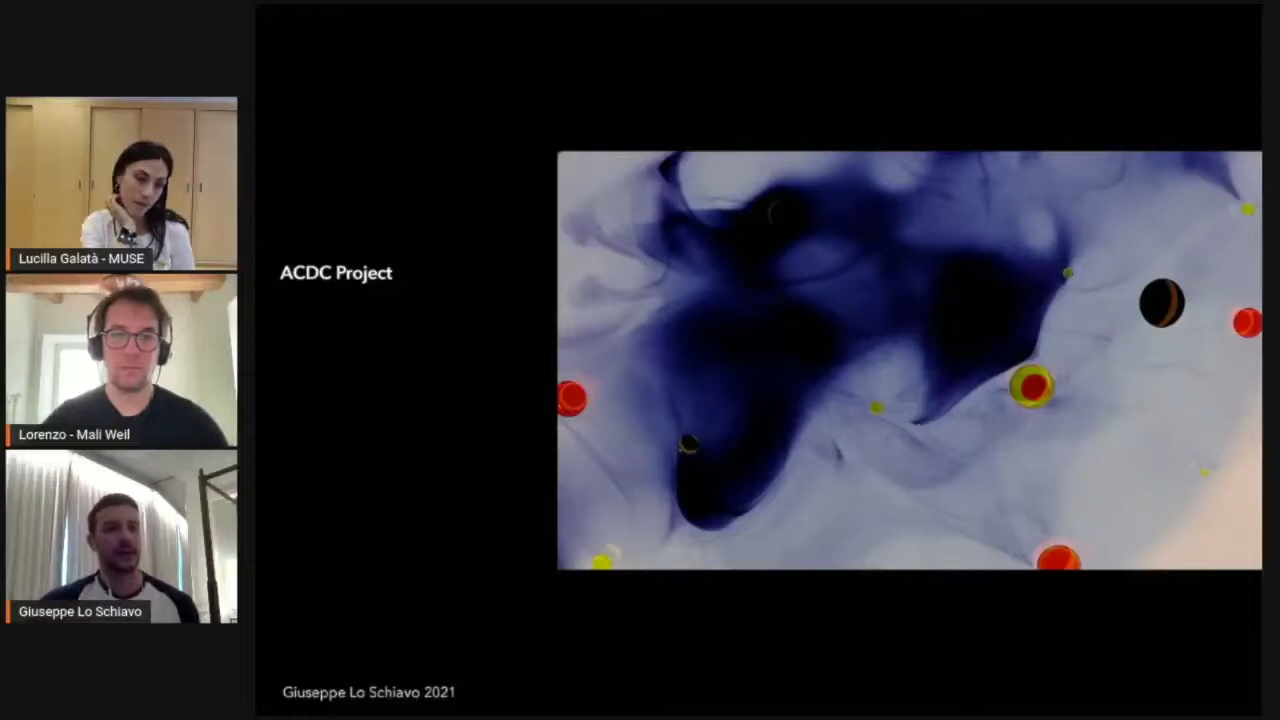 Lucilla Galatà - MUSE
Lorenzo - Mali Weil
Giuseppe Lo Schiavo
ACDC Project
Giuseppe Lo Schiavo 2021